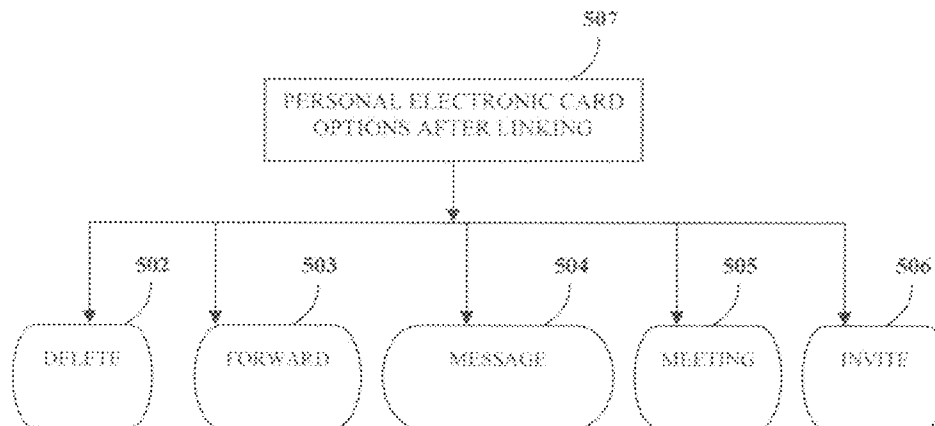 507
PERSONAL ELECTRONIC CARD
OPTIONS AFTER LINKING
502
503
504
505
506
DELETE
FORWARD
MESSAGE
MEETING
INVITE